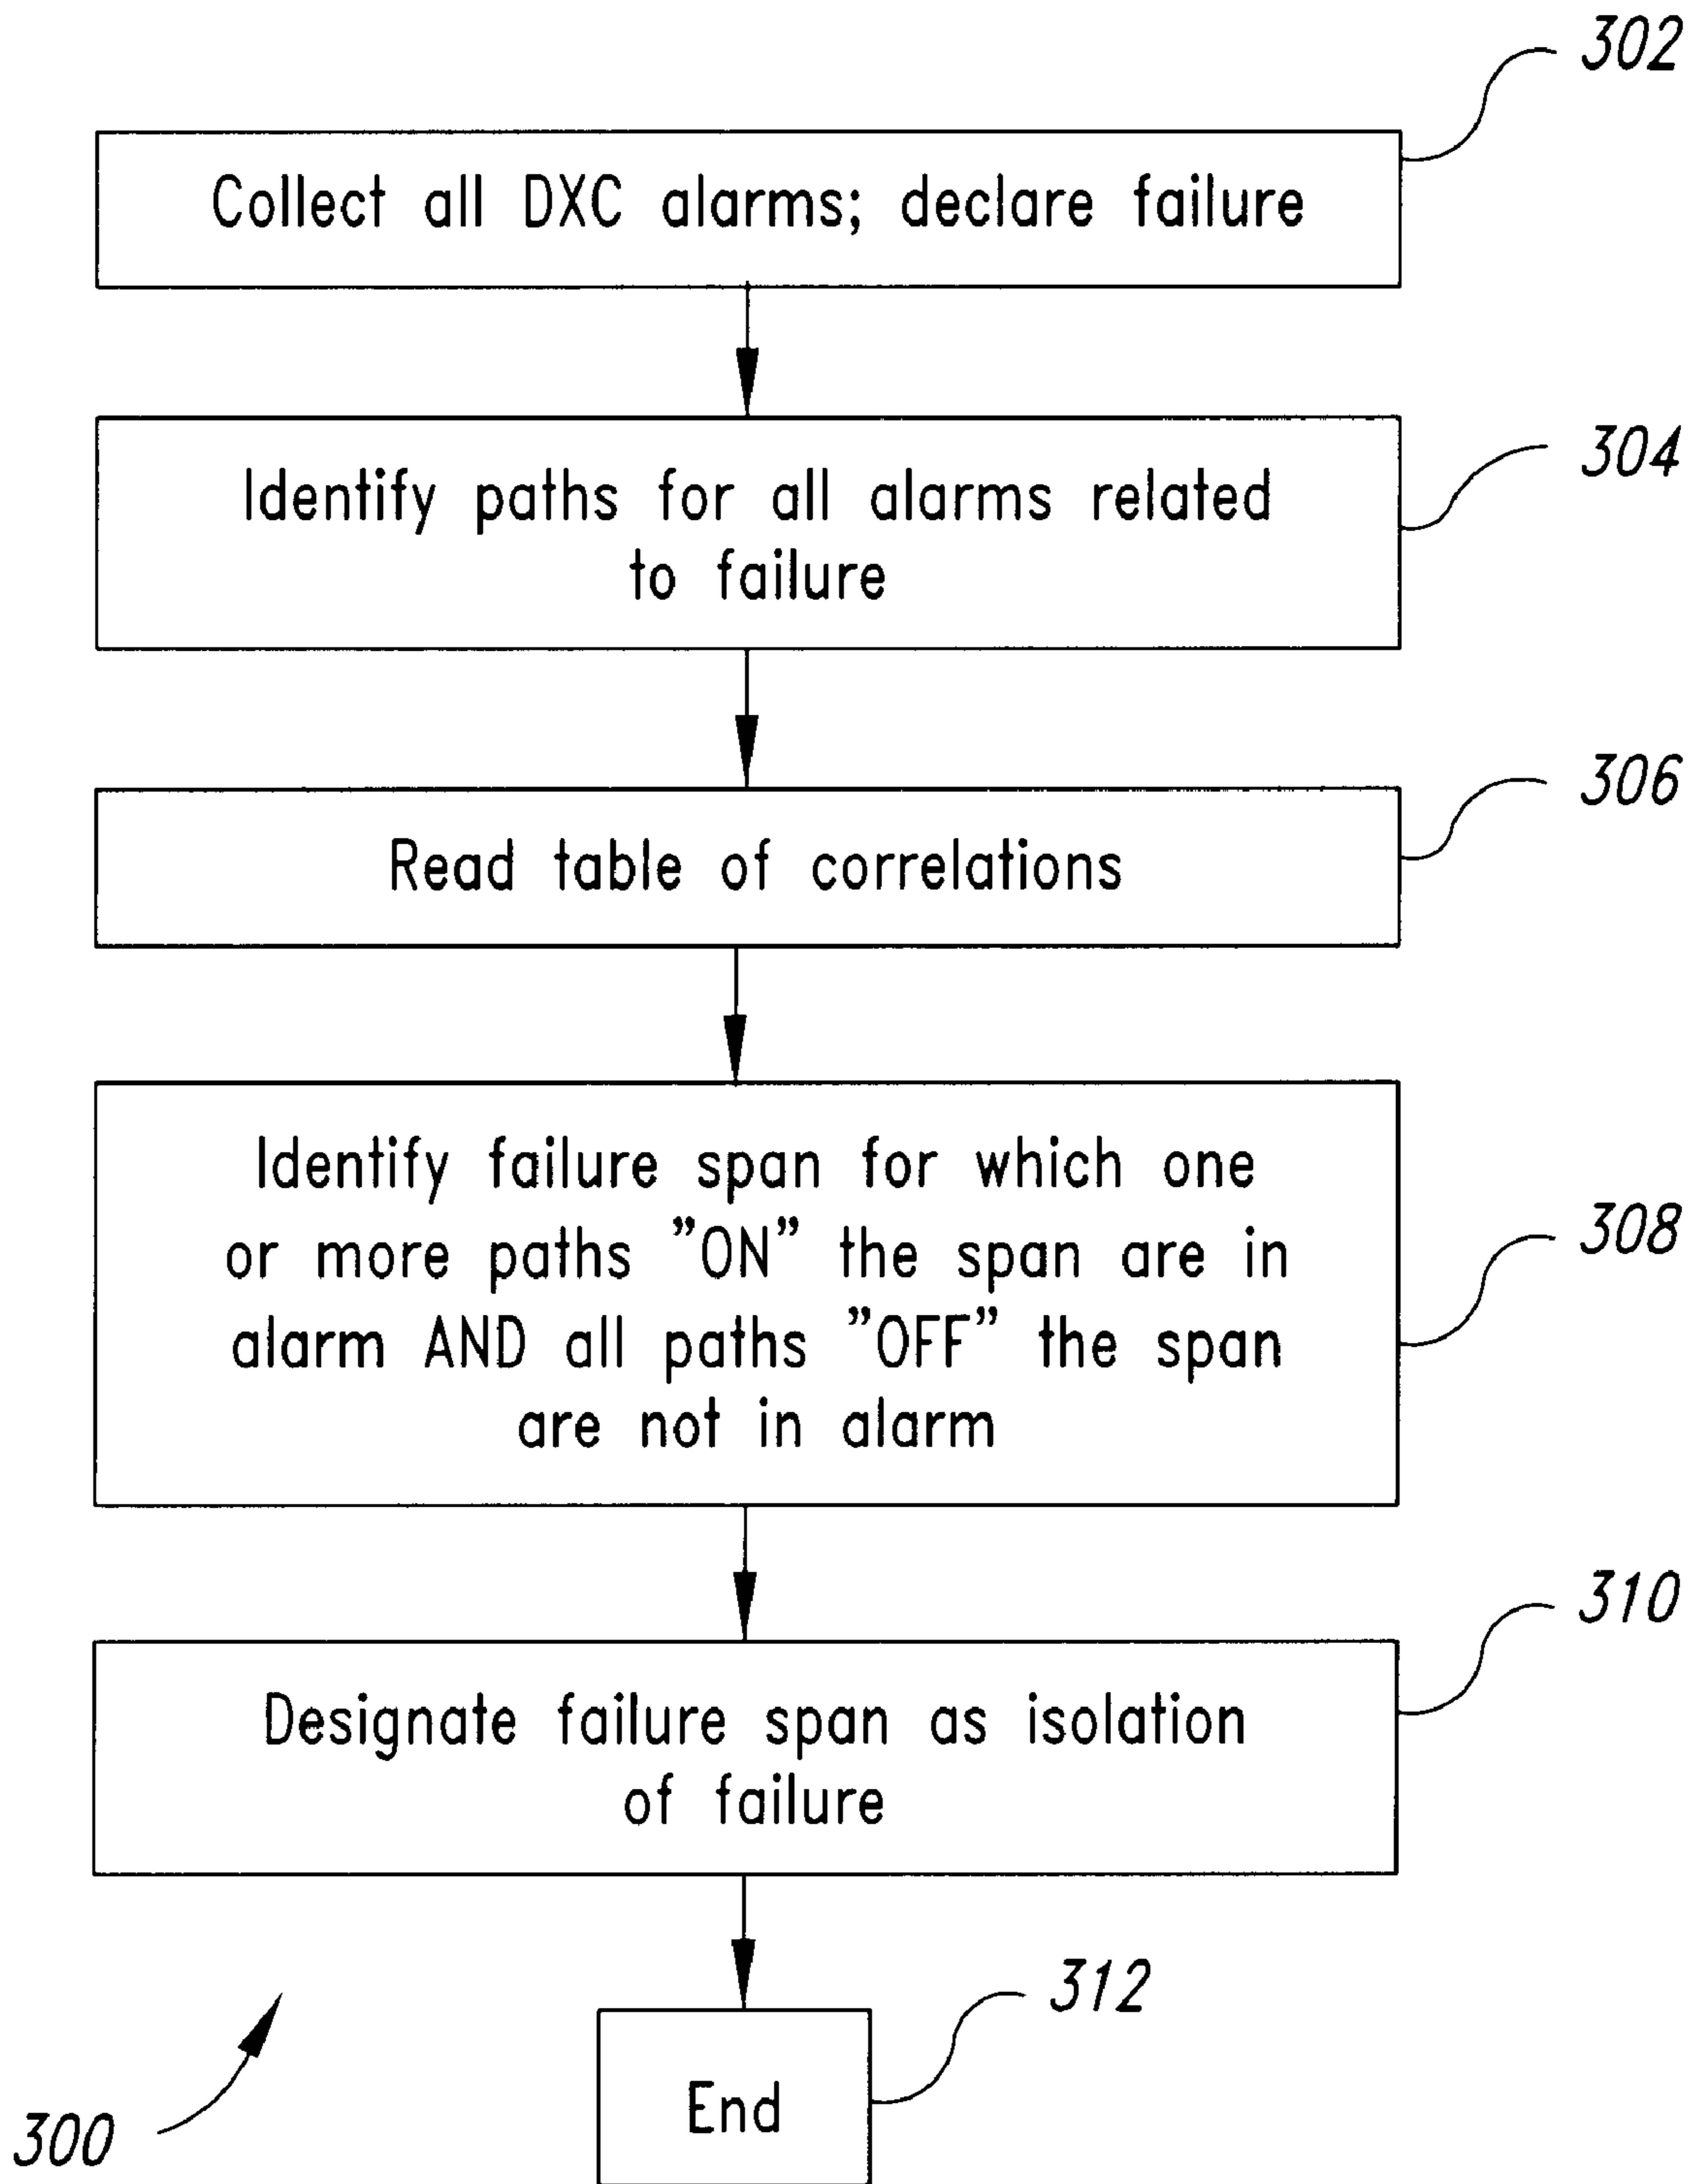 302
Collect all DXC alarms; declare failure
304
Identify paths for all alarms related
to failure
306
Read table of correlations
308
Identify failure span for which one
or more paths ”ON” the span are in
alarm AND all paths ”OFF” the span
are not in alarm
310
Designate failure span as isolation
of failure
312
End
300